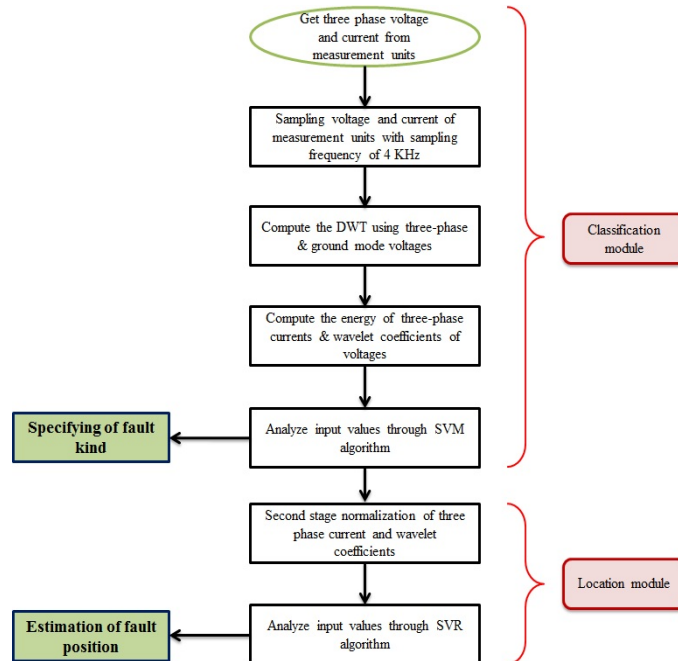 Get three phase voltage
and current from
measurement units
Sampling voltage and current of
measurement units with sampling
frequency of 4 KHz
Compute the DWT using three-phase
& ground mode voltages
Classification
module
Compute the energy of three-phase
currents & wavelet coefficients of
voltages
Specifying of fault
kind
Analyze input values through SVM
algorithm
Second stage normalization of three
phase current and wavelet
coefficients
Location module
Estimation of fault
position
Analyze input values through SVR
algorithm